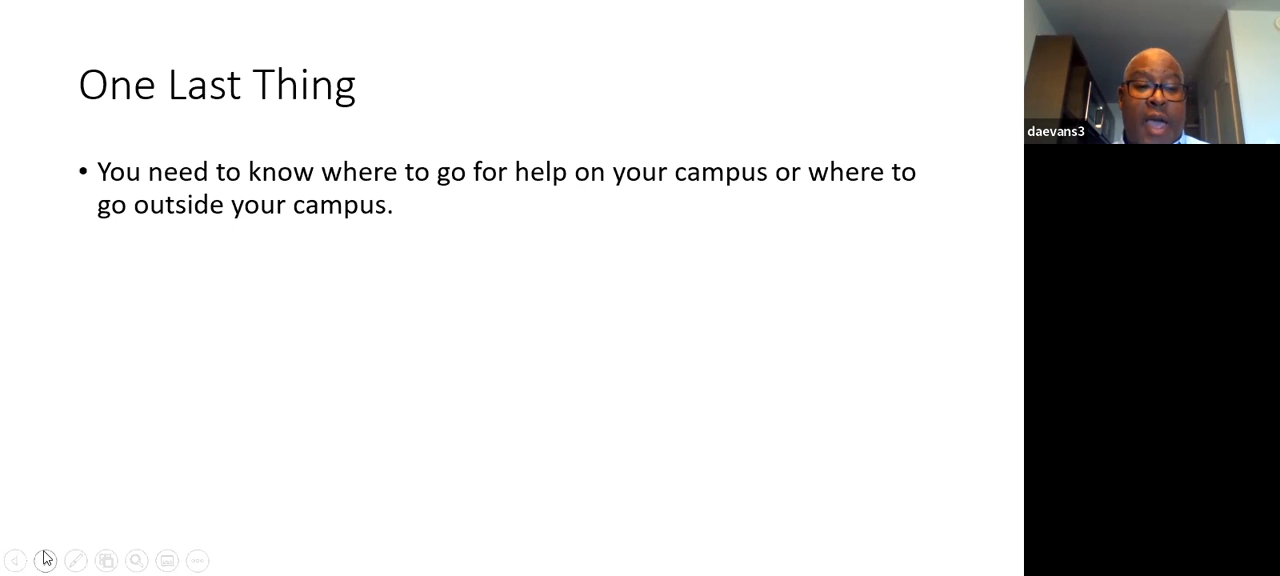 One Last Thing
• You need to know where to go for help on your campus or where to
go outside your campus.
daevans3